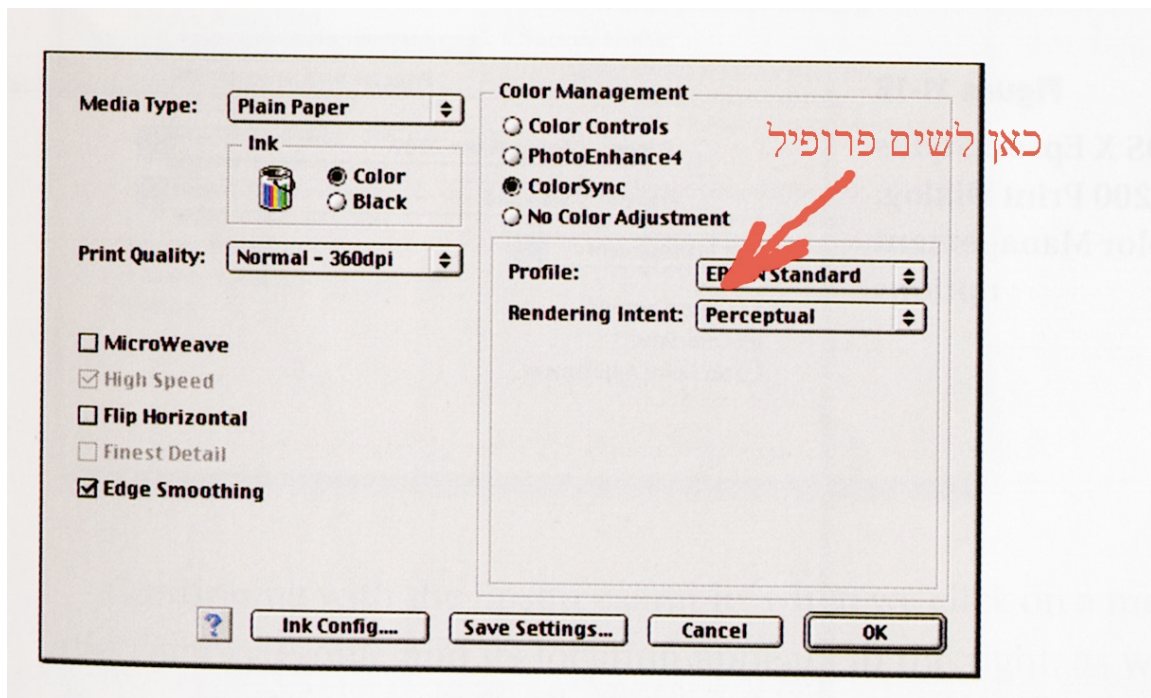 Media Type:
Plain Paper
Ink
Color
Black
Print Quality:
Normal - 360dpi
MicroWeave
High Speed
Flip Horizontal
Finest Detail
Edge Smoothing
Color Management
Color Controls
PhotoEnhance4
ColorSync
No Color Adjustment
כאן לשים פרופיל
Profile:
Standard
Rendering Intent:
Perceptual
?
Ink Config....
Save Settings...
Cancel
OK